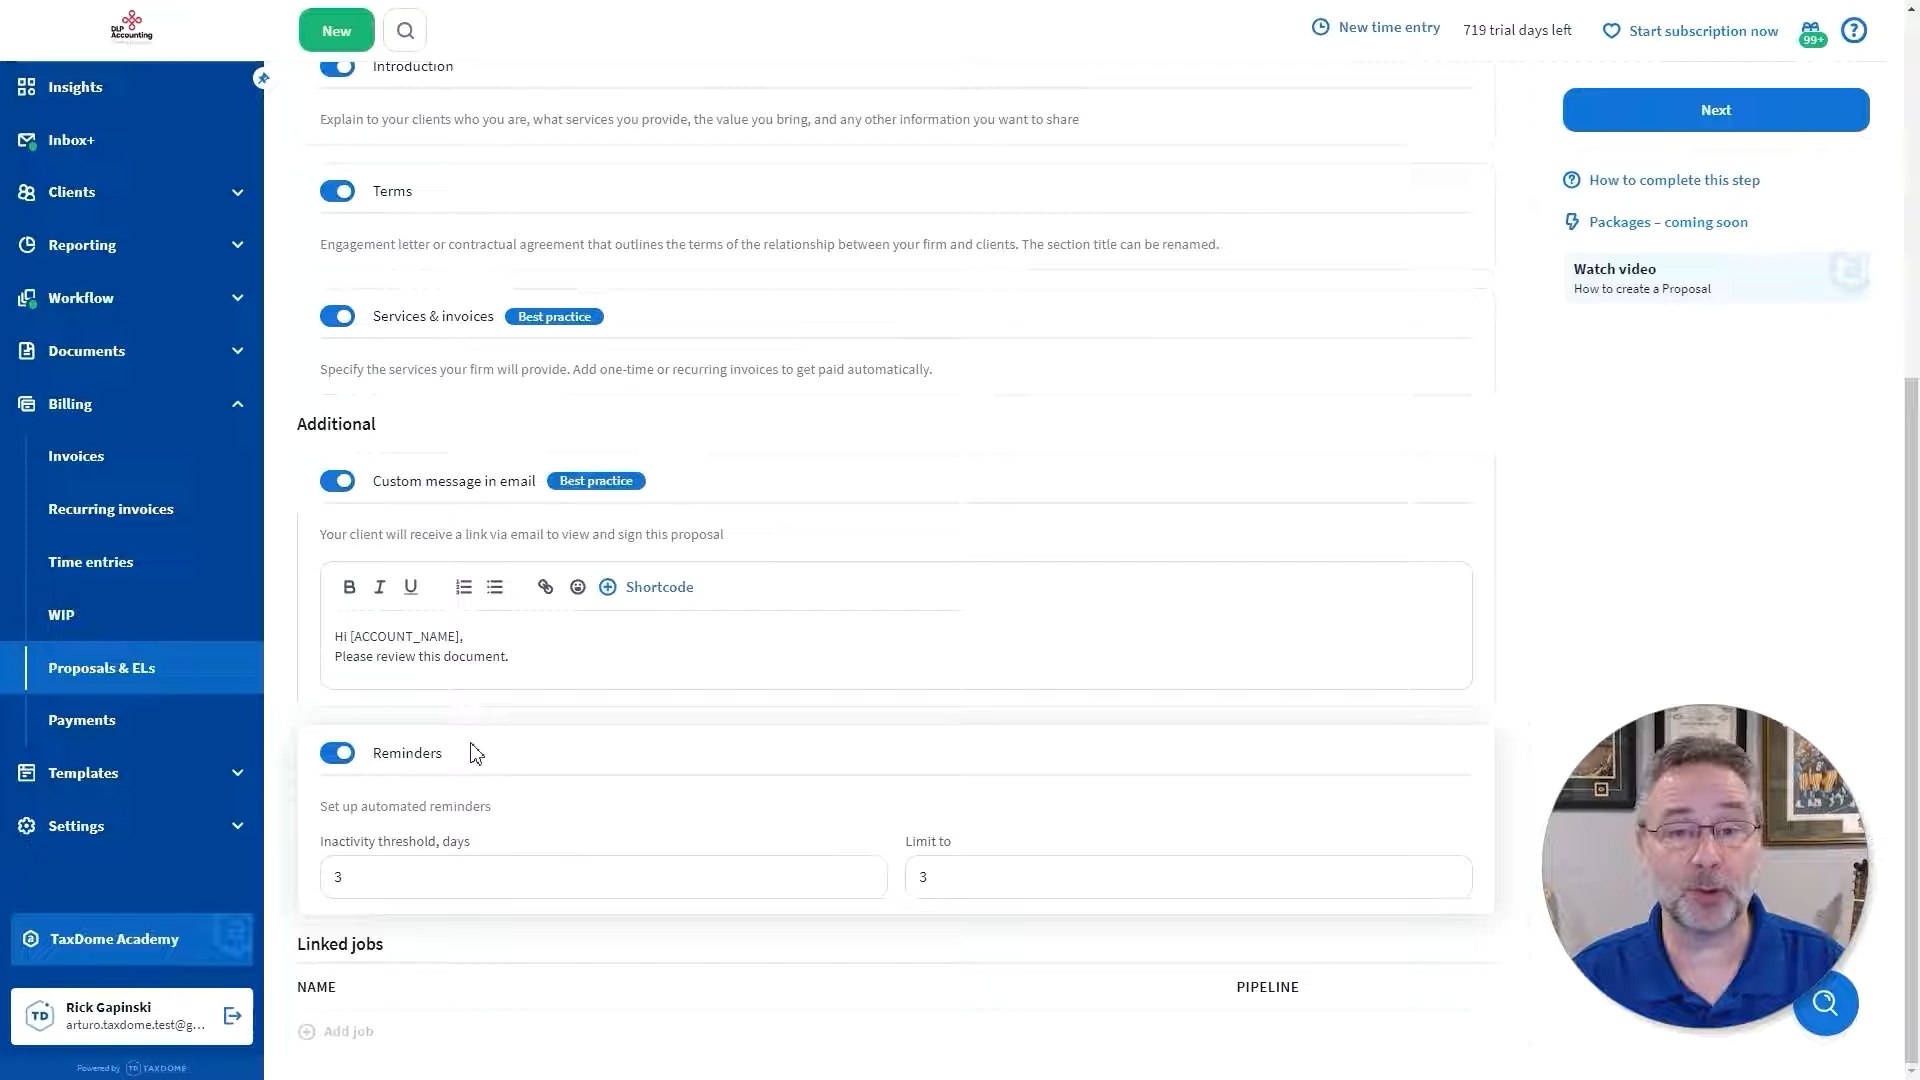 DLP
Accounting
New
New time entry
719 trial days left
Start subscription now
99+
Insights
Inbox+
Clients
Reporting
Workflow
Documents
Billing
Invoices
Recurring invoices
Time entries
WIP
Proposals & ELs
Payments
Templates
Settings
TaxDome Academy
TD
Rick Gapinski
arturo.taxdome.test@g...
Powered by TD TAXDOME
Introduction
Explain to your clients who you are, what services you provide, the value you bring, and any other information you want to share
Terms
Engagement letter or contractual agreement that outlines the terms of the relationship between your firm and clients. The section title can be renamed.
Services & invoices Best practice
Specify the services your firm will provide. Add one-time or recurring invoices to get paid automatically.
Additional
Custom message in email Best practice
Your client will receive a link via email to view and sign this proposal
B I U Shortcode
Hi [ACCOUNT_NAME],
Please review this document.
Reminders
Set up automated reminders
Inactivity threshold, days
Limit to
3
3
Linked jobs
NAME PIPELINE
Add job
Next
How to complete this step
Packages – coming soon
Watch video
How to create a Proposal